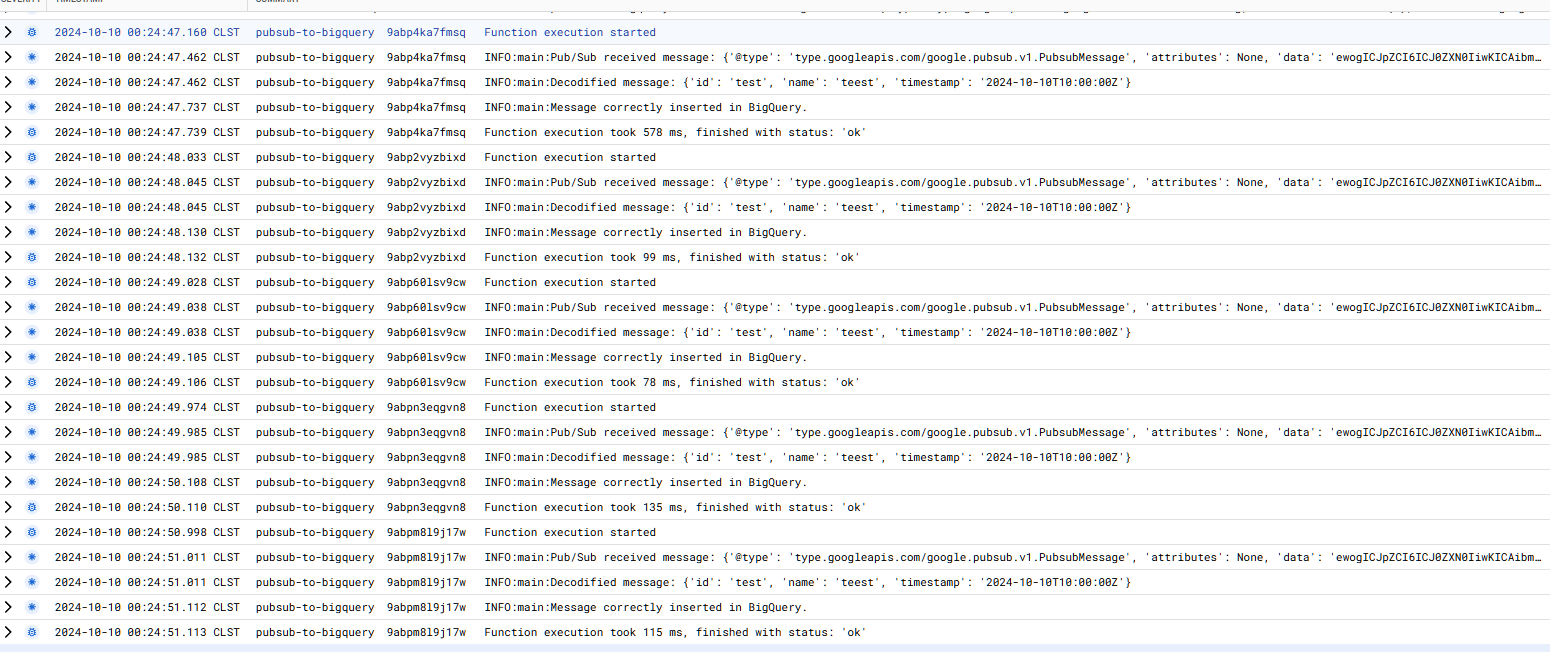 2024-10-10 00:24:47.160 CLST pubsub-to-bigquery 9abp4ka7fmsq Function execution started
2024-10-10 00:24:47.462 CLST pubsub-to-bigquery 9abp4ka7fmsq INFO:main:Pub/Sub received message: {'@type': 'type.googleapis.com/google.pubsub.v1.PubsubMessage', 'attributes': None, 'data': 'ewogICJpZCI6ICJ0ZXN0IiwKICAibm…
2024-10-10 00:24:47.462 CLST pubsub-to-bigquery 9abp4ka7fmsq INFO:main:Decodified message: {'id': 'test', 'name': 'teest', 'timestamp': '2024-10-10T10:00:00Z'}
2024-10-10 00:24:47.737 CLST pubsub-to-bigquery 9abp4ka7fmsq INFO:main:Message correctly inserted in BigQuery.
2024-10-10 00:24:47.739 CLST pubsub-to-bigquery 9abp4ka7fmsq Function execution took 578 ms, finished with status: 'ok'
2024-10-10 00:24:48.033 CLST pubsub-to-bigquery 9abp2vyzbixd Function execution started
2024-10-10 00:24:48.045 CLST pubsub-to-bigquery 9abp2vyzbixd INFO:main:Pub/Sub received message: {'@type': 'type.googleapis.com/google.pubsub.v1.PubsubMessage', 'attributes': None, 'data': 'ewogICJpZCI6ICJ0ZXN0IiwKICAibm…
2024-10-10 00:24:48.045 CLST pubsub-to-bigquery 9abp2vyzbixd INFO:main:Decodified message: {'id': 'test', 'name': 'teest', 'timestamp': '2024-10-10T10:00:00Z'}
2024-10-10 00:24:48.130 CLST pubsub-to-bigquery 9abp2vyzbixd INFO:main:Message correctly inserted in BigQuery.
2024-10-10 00:24:48.132 CLST pubsub-to-bigquery 9abp2vyzbixd Function execution took 99 ms, finished with status: 'ok'
2024-10-10 00:24:49.028 CLST pubsub-to-bigquery 9abp60lsv9cw Function execution started
2024-10-10 00:24:49.038 CLST pubsub-to-bigquery 9abp60lsv9cw INFO:main:Pub/Sub received message: {'@type': 'type.googleapis.com/google.pubsub.v1.PubsubMessage', 'attributes': None, 'data': 'ewogICJpZCI6ICJ0ZXN0IiwKICAibm…
2024-10-10 00:24:49.038 CLST pubsub-to-bigquery 9abp60lsv9cw INFO:main:Decodified message: {'id': 'test', 'name': 'teest', 'timestamp': '2024-10-10T10:00:00Z'}
2024-10-10 00:24:49.105 CLST pubsub-to-bigquery 9abp60lsv9cw INFO:main:Message correctly inserted in BigQuery.
2024-10-10 00:24:49.106 CLST pubsub-to-bigquery 9abp60lsv9cw Function execution took 78 ms, finished with status: 'ok'
2024-10-10 00:24:49.974 CLST pubsub-to-bigquery 9abpn3eqgvn8 Function execution started
2024-10-10 00:24:49.985 CLST pubsub-to-bigquery 9abpn3eqgvn8 INFO:main:Pub/Sub received message: {'@type': 'type.googleapis.com/google.pubsub.v1.PubsubMessage', 'attributes': None, 'data': 'ewogICJpZCI6ICJ0ZXN0IiwKICAibm…
2024-10-10 00:24:49.985 CLST pubsub-to-bigquery 9abpn3eqgvn8 INFO:main:Decodified message: {'id': 'test', 'name': 'teest', 'timestamp': '2024-10-10T10:00:00Z'}
2024-10-10 00:24:50.108 CLST pubsub-to-bigquery 9abpn3eqgvn8 INFO:main:Message correctly inserted in BigQuery.
2024-10-10 00:24:50.110 CLST pubsub-to-bigquery 9abpn3eqgvn8 Function execution took 135 ms, finished with status: 'ok'
2024-10-10 00:24:50.998 CLST pubsub-to-bigquery 9abpm8l9j17w Function execution started
2024-10-10 00:24:51.011 CLST pubsub-to-bigquery 9abpm8l9j17w INFO:main:Pub/Sub received message: {'@type': 'type.googleapis.com/google.pubsub.v1.PubsubMessage', 'attributes': None, 'data': 'ewogICJpZCI6ICJ0ZXN0IiwKICAibm…
2024-10-10 00:24:51.011 CLST pubsub-to-bigquery 9abpm8l9j17w INFO:main:Decodified message: {'id': 'test', 'name': 'teest', 'timestamp': '2024-10-10T10:00:00Z'}
2024-10-10 00:24:51.112 CLST pubsub-to-bigquery 9abpm8l9j17w INFO:main:Message correctly inserted in BigQuery.
2024-10-10 00:24:51.113 CLST pubsub-to-bigquery 9abpm8l9j17w Function execution took 115 ms, finished with status: 'ok'